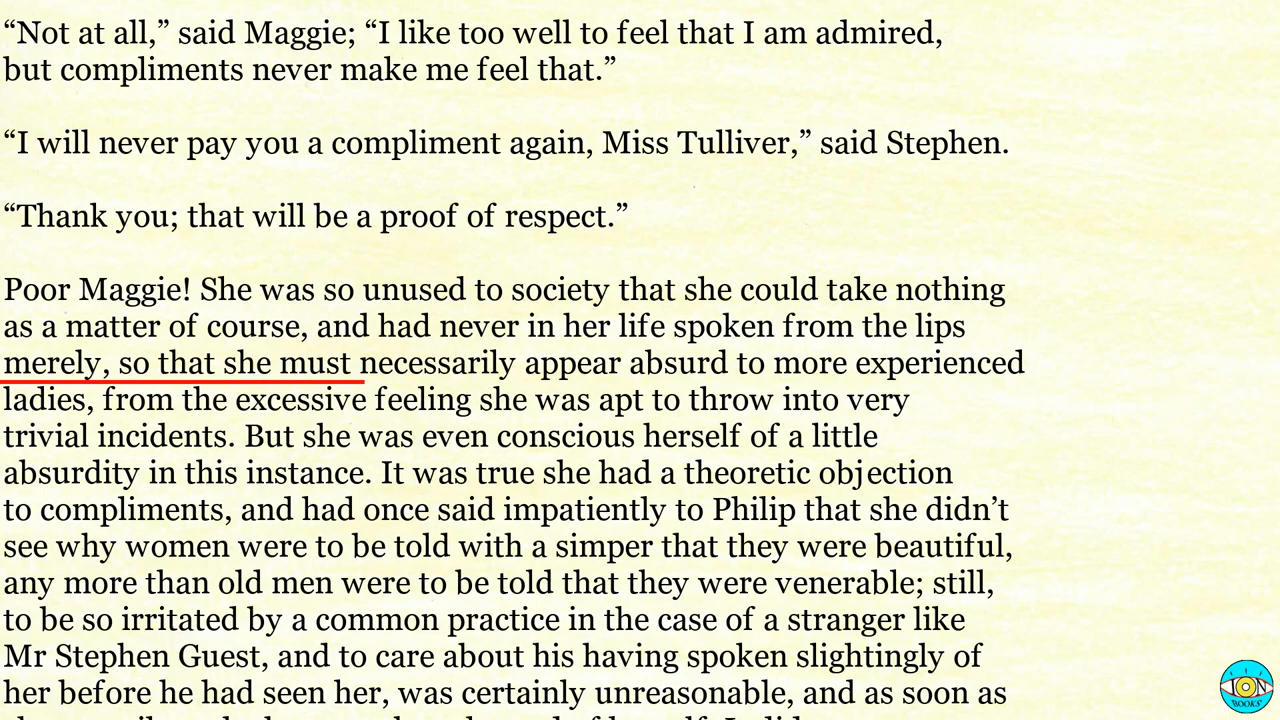 “Not at all,” said Maggie; “I like too well to feel that I am admired,
but compliments never make me feel that.”
“I will never pay you a compliment again, Miss Tulliver,” said Stephen.
“Thank you; that will be a proof of respect.”
Poor Maggie! She was so unused to society that she could take nothing
as a matter of course, and had never in her life spoken from the lips
merely, so that she must necessarily appear absurd to more experienced
ladies, from the excessive feeling she was apt to throw into very
trivial incidents. But she was even conscious herself of a little
absurdity in this instance. It was true she had a theoretic objection
to compliments, and had once said impatiently to Philip that she didn’t
see why women were to be told with a simper that they were beautiful,
any more than old men were to be told that they were venerable; still,
to be so irritated by a common practice in the case of a stranger like
Mr Stephen Guest, and to care about his having spoken slightingly of
her before he had seen her, was certainly unreasonable, and as soon as
ION
BOOKS